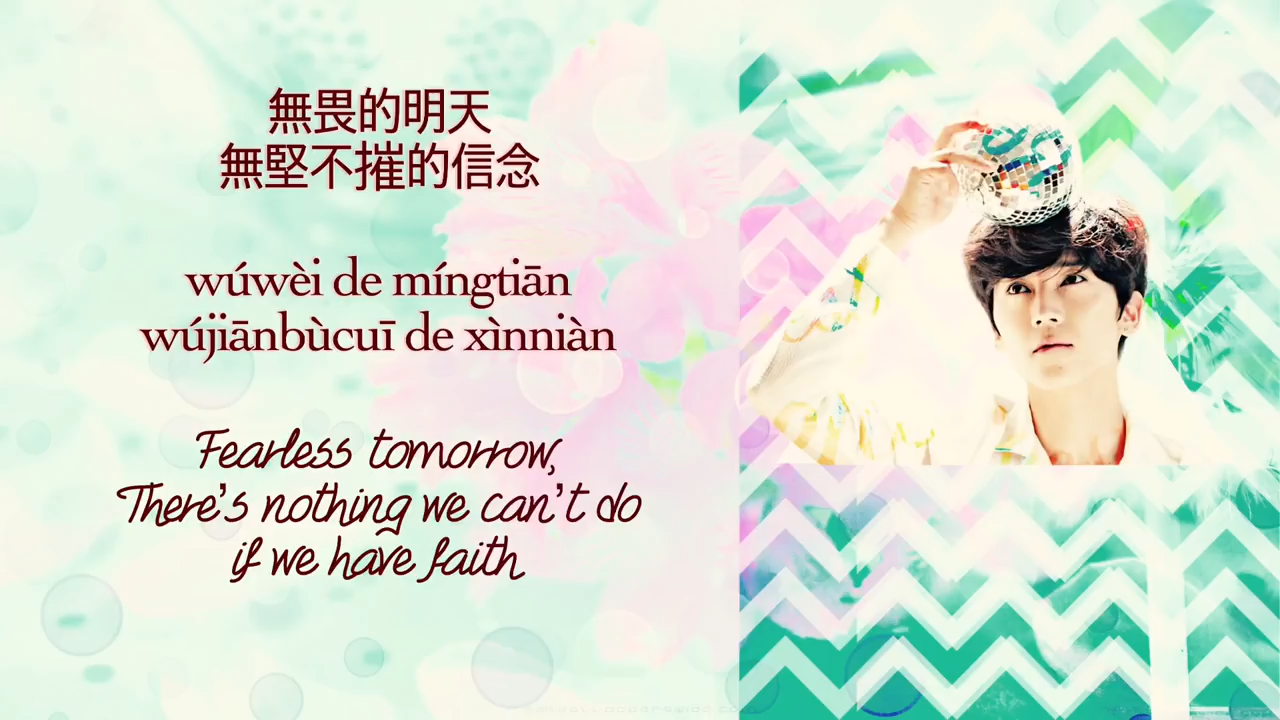 無畏的明天
無堅不摧的信念
wúwèi de míngtiān
wújiānbùcuī de xìnniàn
Fearless tomorrow,
There's nothing we can't do
if we have faith